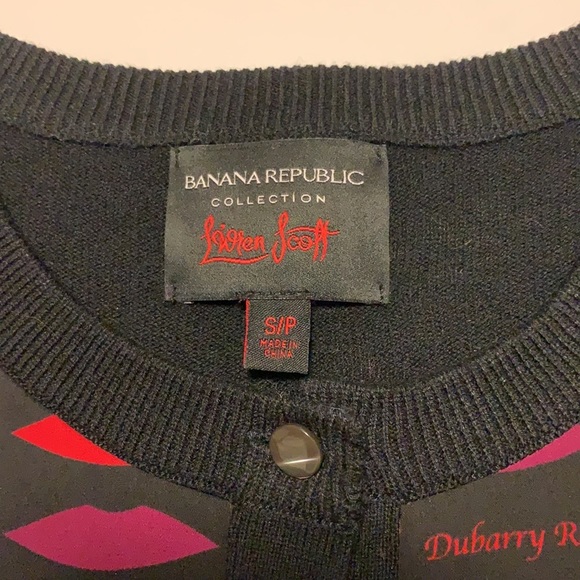 BANANA REPUBLIC
COLLECTION
L'Wren Scott
S/P
MADE IN
CHINA
Dubarry R